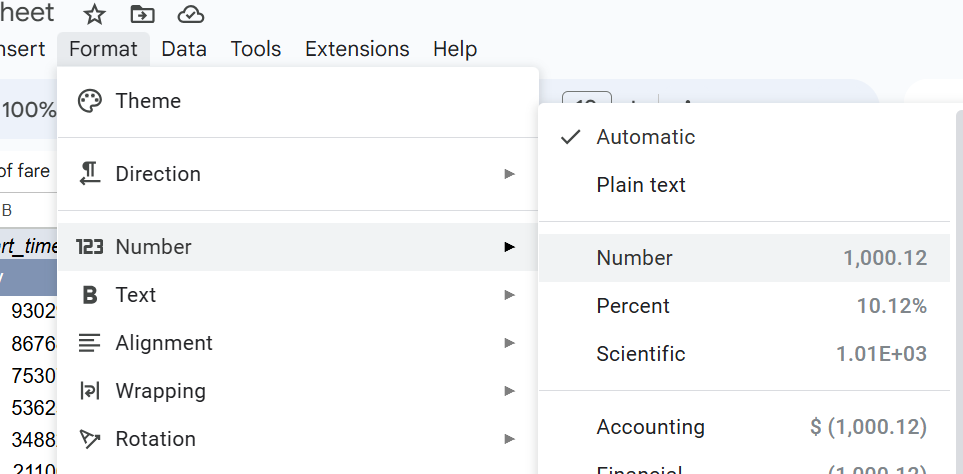 heet
nsert Format Data Tools Extensions Help
100%
Theme
Automatic
of fare
Direction
Plain text
B
rt_time
123 Number
Number 1,000.12
9302
B Text
Percent 10.12%
8676
Alignment
Scientific 1.01E+03
7530
Wrapping
5362
Accounting $ (1,000.12)
3488
Rotation
2110
Financial (1,000.12)